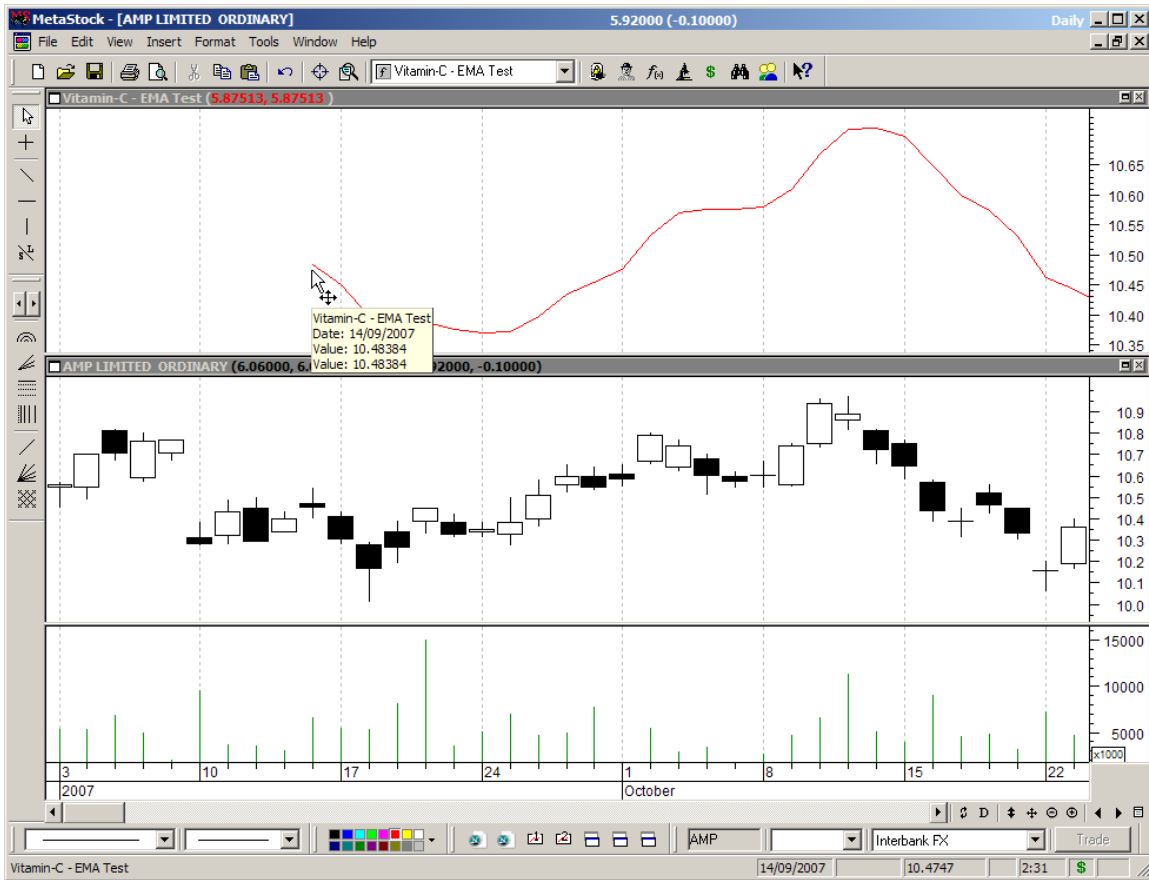 MetaStock - [AMP LIMITED ORDINARY] 5.92000 (-0.10000) Daily
File Edit View Insert Format Tools Window Help
Vitamin-C - EMA Test
Vitamin-C - EMA Test (5.87513, 5.87513 )
10.65
10.60
10.55
10.50
10.45
10.40
10.35
Vitamin-C - EMA Test
Date: 14/09/2007
Value: 10.48384
Value: 10.48384
AMP LIMITED ORDINARY (6.06000, 6. 92000, -0.10000)
10.9
10.8
10.7
10.6
10.5
10.4
10.3
10.2
10.1
10.0
15000
10000
5000
x1000
3 10 17 24 1 8 15 22
2007 October
D
AMP Interbank FX Trade
Vitamin-C - EMA Test 14/09/2007 10.4747 2:31 $